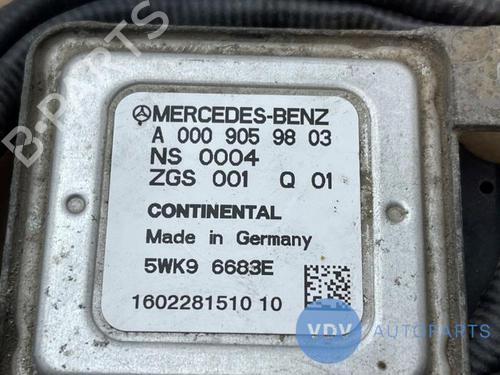 MERCEDES-BENZ
A 000 905 98 03
NS 0004
ZGS 001 Q 01
CONTINENTAL
Made in Germany
5WK9 6683E
1602281510 10
B-PARTS
VDV AUTOPARTS